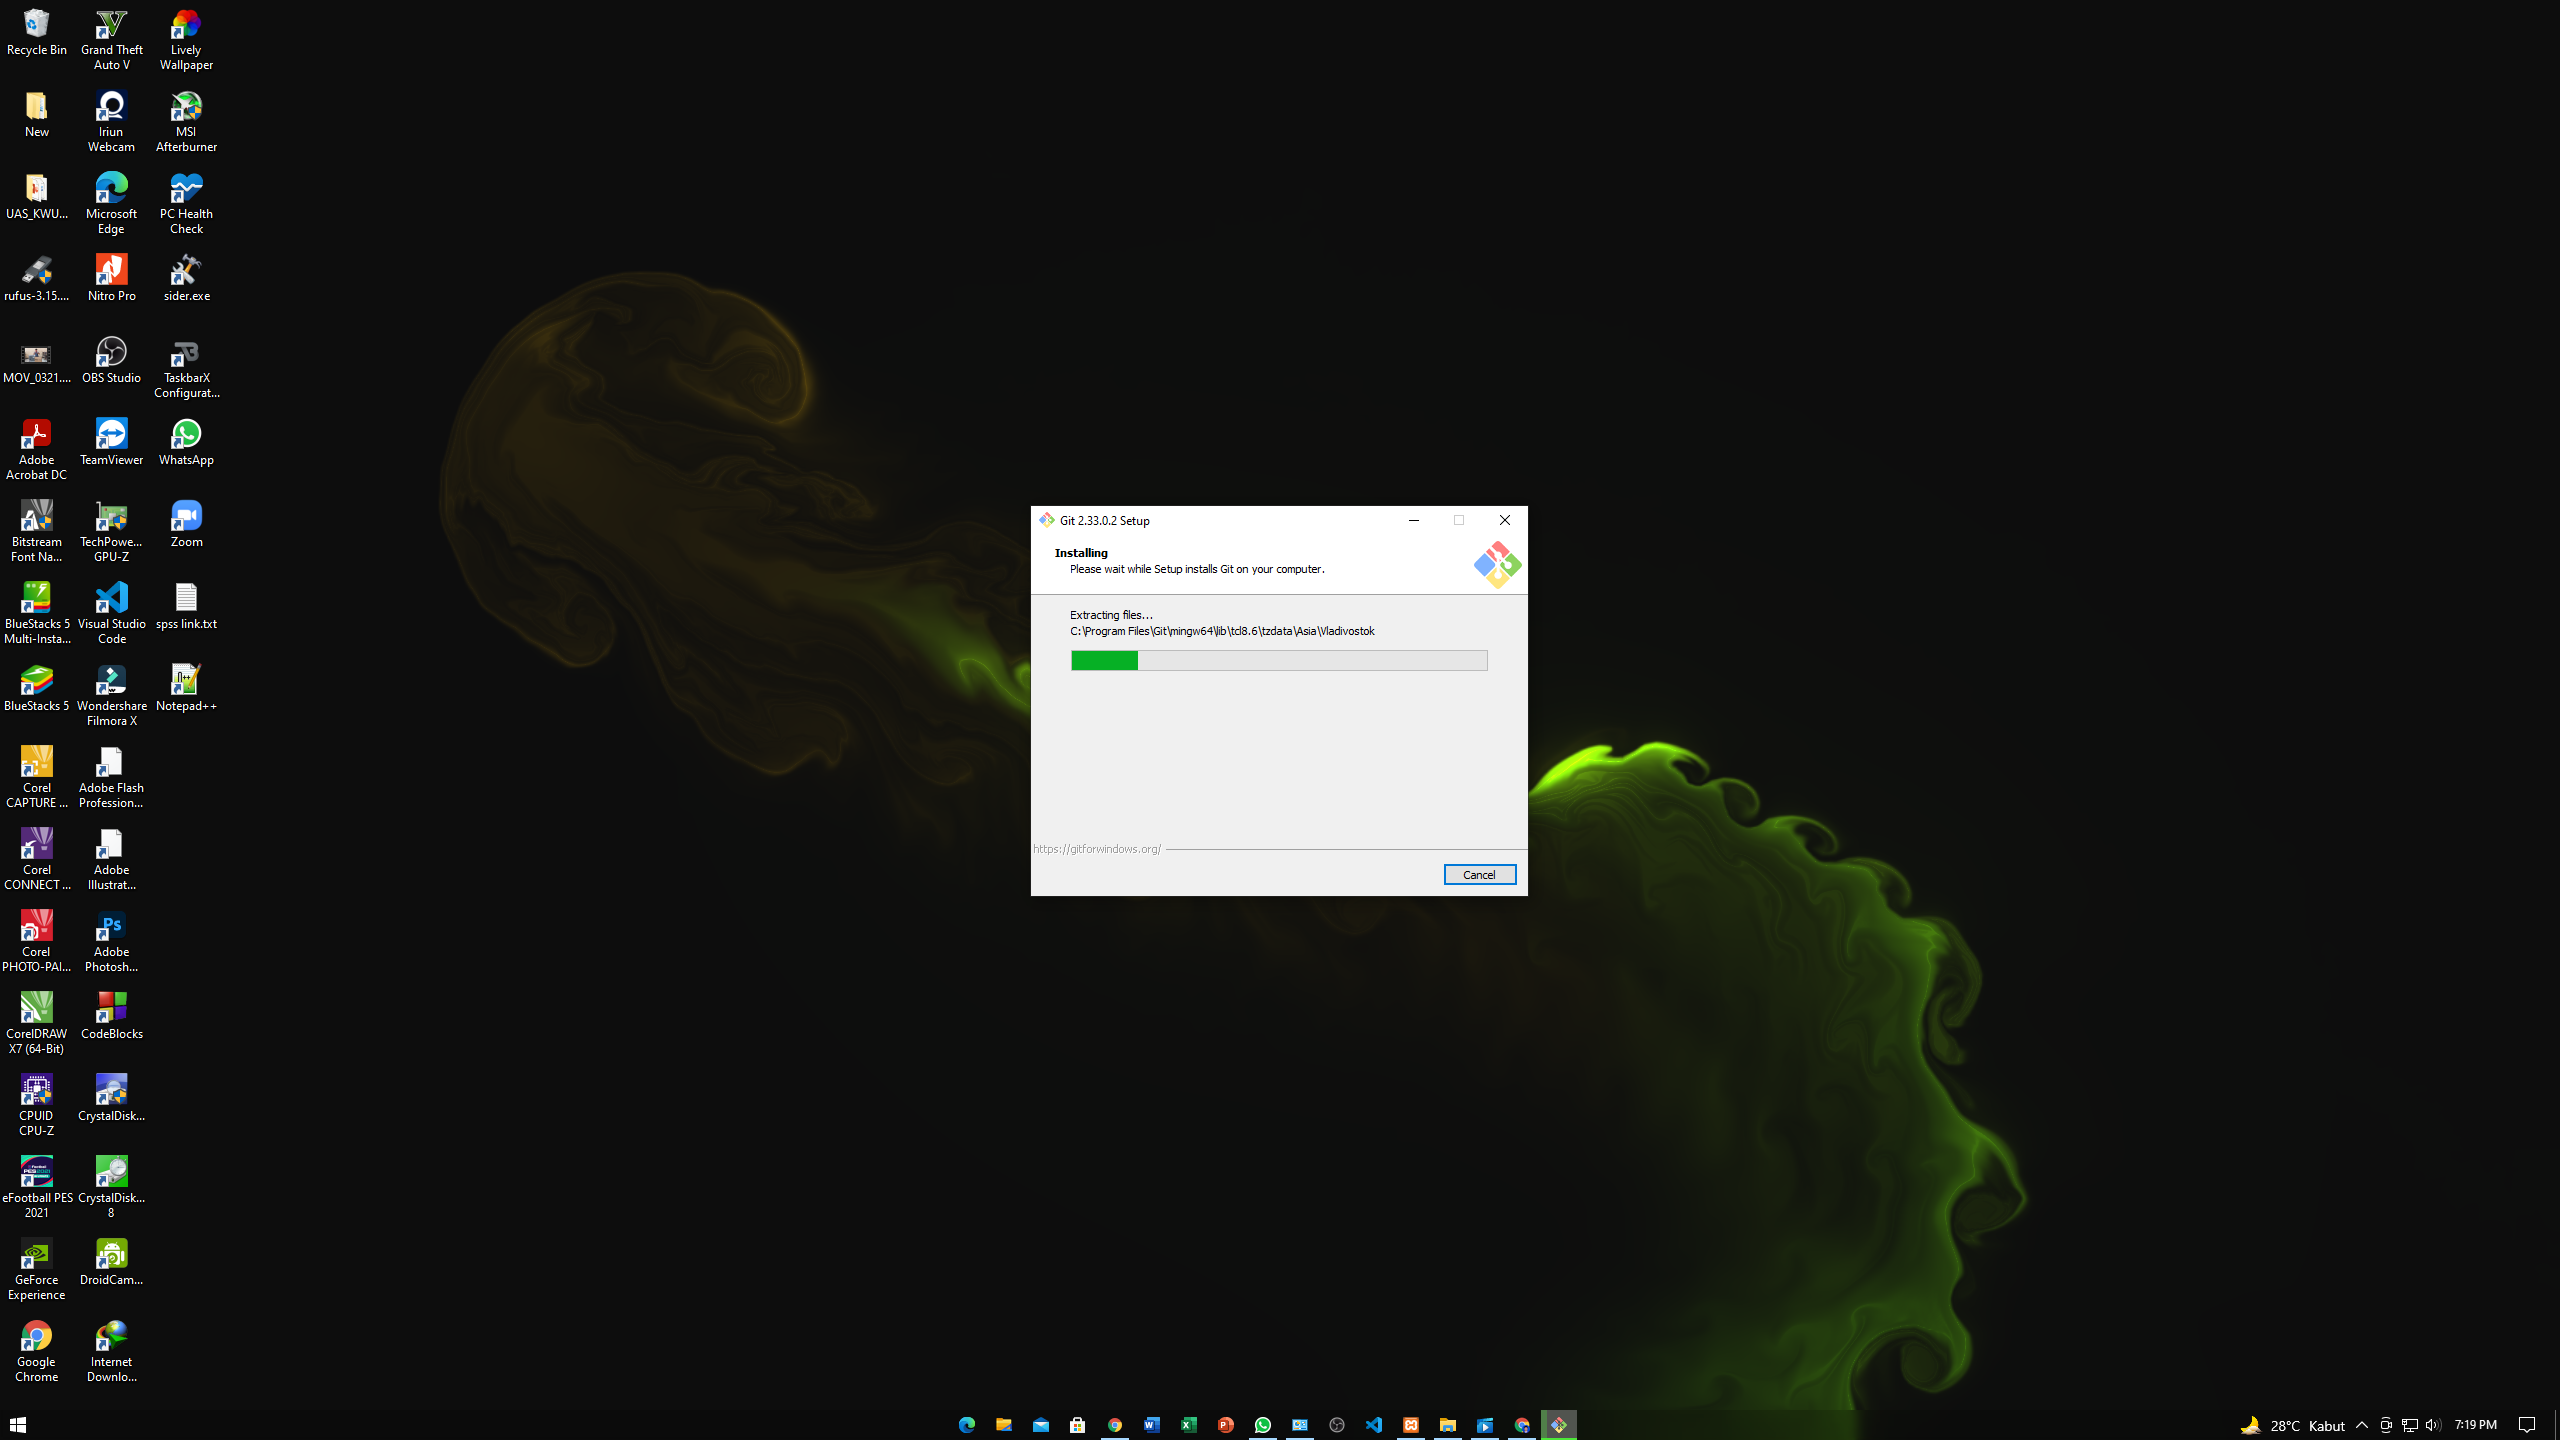 Recycle Bin
Grand Theft
Auto V
Lively
Wallpaper
New
Iriun
Webcam
MSI
Afterburner
UAS_KWU...
Microsoft
Edge
PC Health
Check
rufus-3.15....
Nitro Pro
sider.exe
MOV_0321....
OBS Studio
TaskbarX
Configurat...
Adobe
Acrobat DC
TeamViewer
WhatsApp
Bitstream
Font Na...
TechPowe...
GPU-Z
Zoom
BlueStacks 5
Multi-Insta...
Visual Studio
Code
spss link.txt
BlueStacks 5
Wondershare
Filmora X
Notepad++
Corel
CAPTURE ...
Adobe Flash
Profession...
Corel
CONNECT ...
Adobe
Illustrat...
Corel
PHOTO-PAI...
Adobe
Photosh...
CorelDRAW
X7 (64-Bit)
CodeBlocks
CPUID
CPU-Z
CrystalDisk...
eFootball PES
2021
CrystalDisk...
8
GeForce
Experience
DroidCam...
Google
Chrome
Internet
Downlo...
Git 2.33.0.2 Setup
Installing
Please wait while Setup installs Git on your computer.
Extracting files...
C:\Program Files\Git\mingw64\lib\tcl8.6\tzdata\Asia\Vladivostok
https://gitforwindows.org/
Cancel
28°C Kabut
7:19 PM